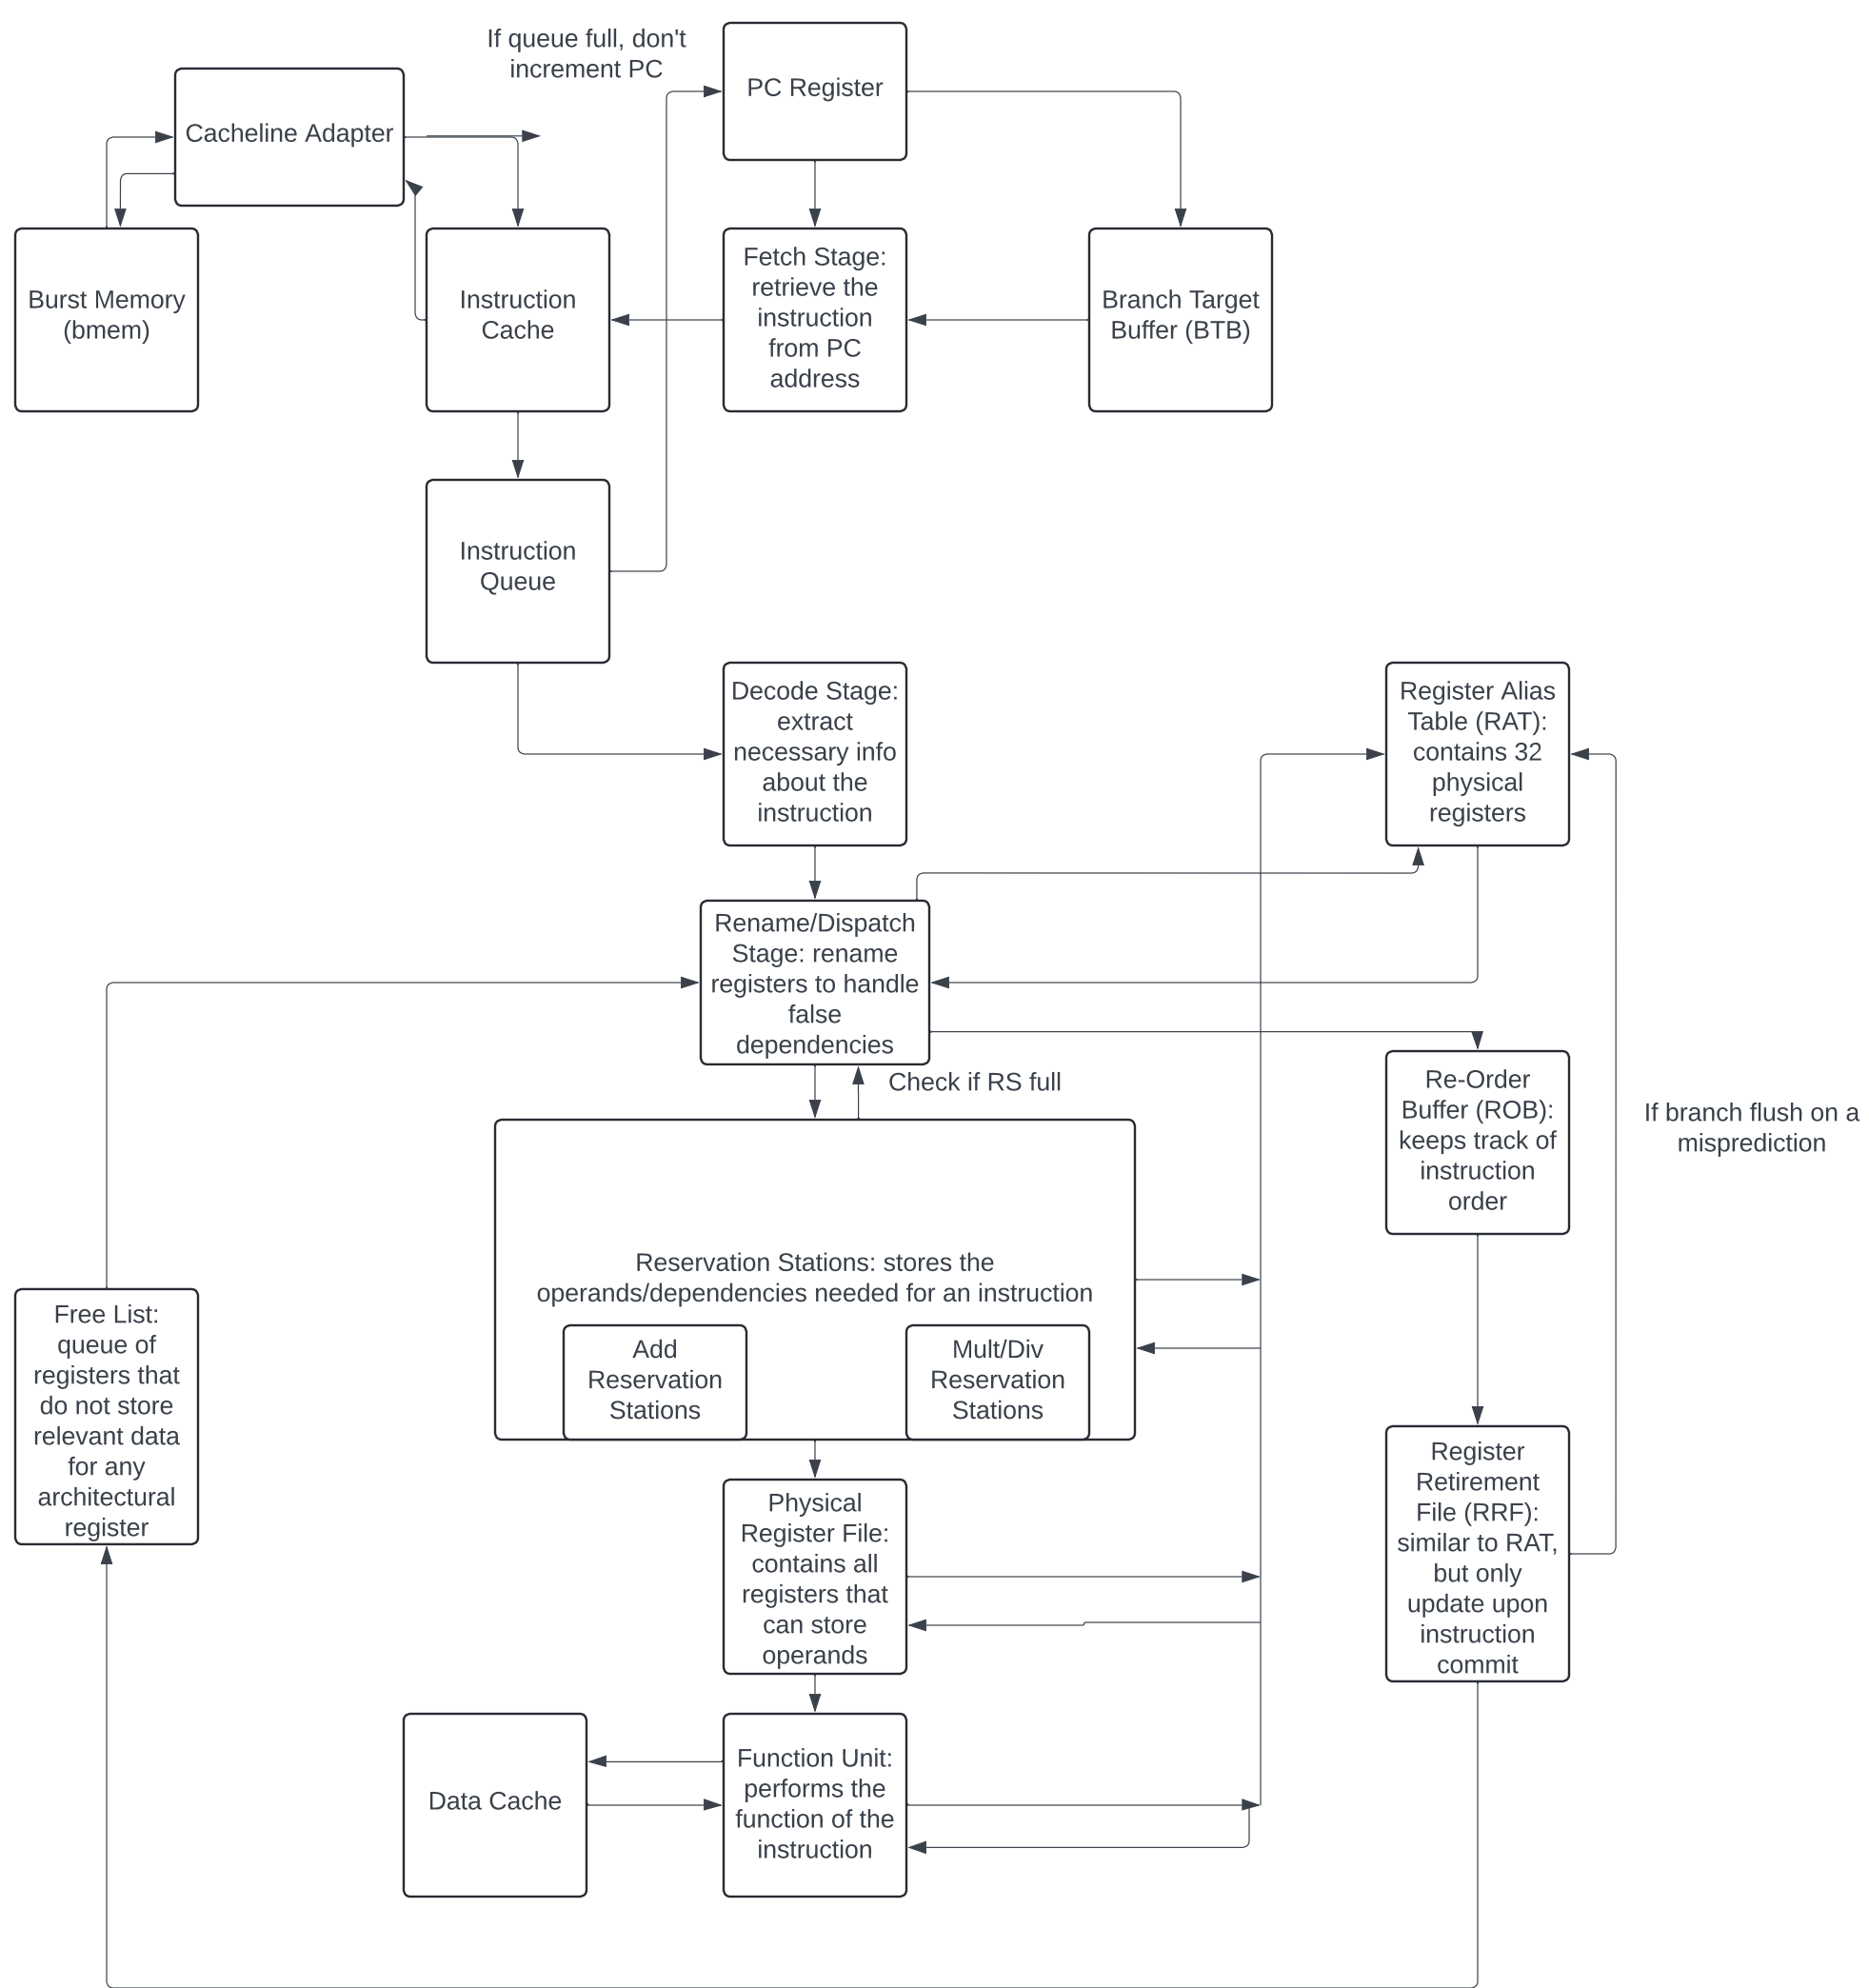 If queue full, don't
increment PC
PC Register
Cacheline Adapter
Burst Memory
(bmem)
Instruction
Cache
Fetch Stage:
retrieve the
instruction
from PC
address
Branch Target
Buffer (BTB)
Instruction
Queue
Decode Stage:
extract
necessary info
about the
instruction
Register Alias
Table (RAT):
contains 32
physical
registers
Rename/Dispatch
Stage: rename
registers to handle
false
dependencies
Check if RS full
Re-Order
Buffer (ROB):
keeps track of
instruction
order
If branch flush on a
misprediction
Reservation Stations: stores the
operands/dependencies needed for an instruction
Add
Reservation
Stations
Mult/Div
Reservation
Stations
Free List:
queue of
registers that
do not store
relevant data
for any
architectural
register
Physical
Register File:
contains all
registers that
can store
operands
Register
Retirement
File (RRF):
similar to RAT,
but only
update upon
instruction
commit
Data Cache
Function Unit:
performs the
function of the
instruction